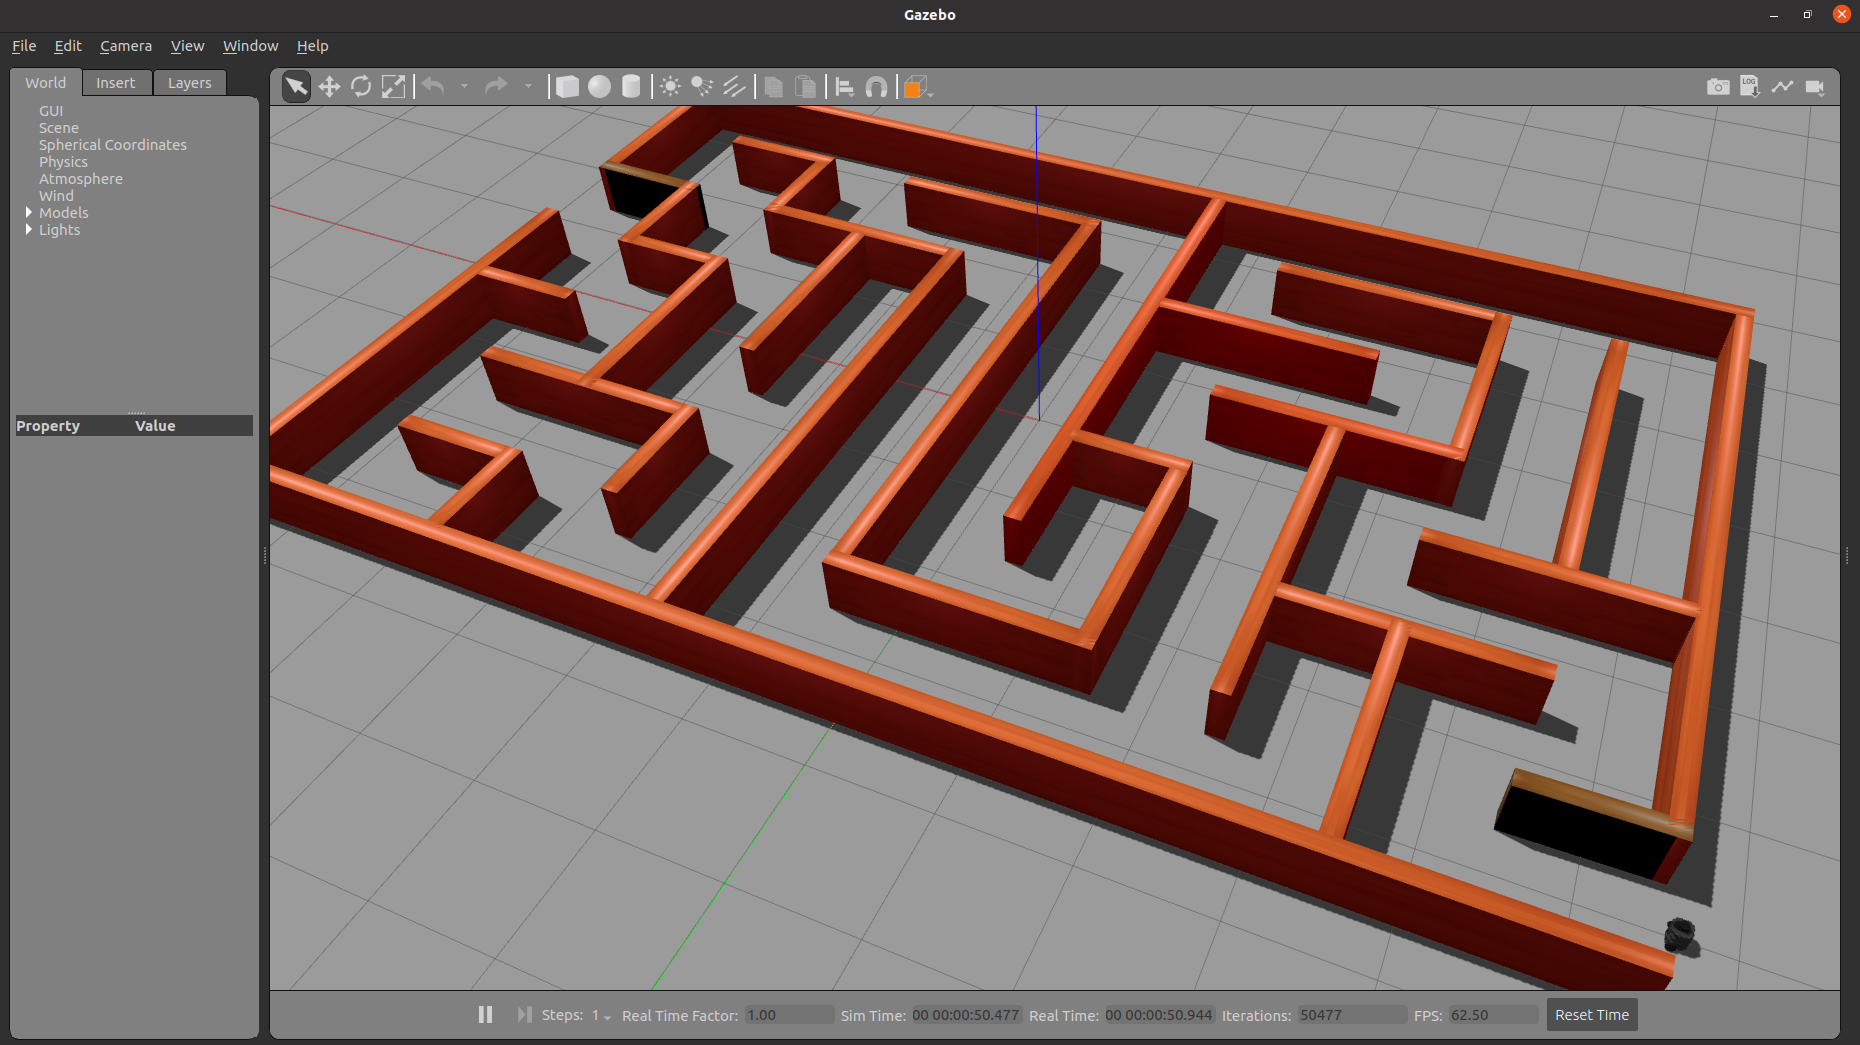 Gazebo
File Edit Camera View Window Help
World Insert Layers
LOG
GUI
Scene
Spherical Coordinates
Physics
Atmosphere
Wind
Models
Lights
Property Value
Steps: 1 Real Time Factor: 1.00 Sim Time: 00 00:00:50.477 Real Time: 00 00:00:50.944 Iterations: 50477 FPS: 62.50 Reset Time